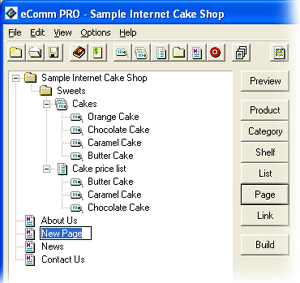 eComm PRO - Sample Internet Cake Shop
File Edit View Options Help
Sample Internet Cake Shop
Sweets
Cakes
Orange Cake
Chocolate Cake
Caramel Cake
Butter Cake
Cake price list
Butter Cake
Caramel Cake
Chocolate Cake
About Us
New Page
News
Contact Us
Preview
Product
Category
Shelf
List
Page
Link
Build